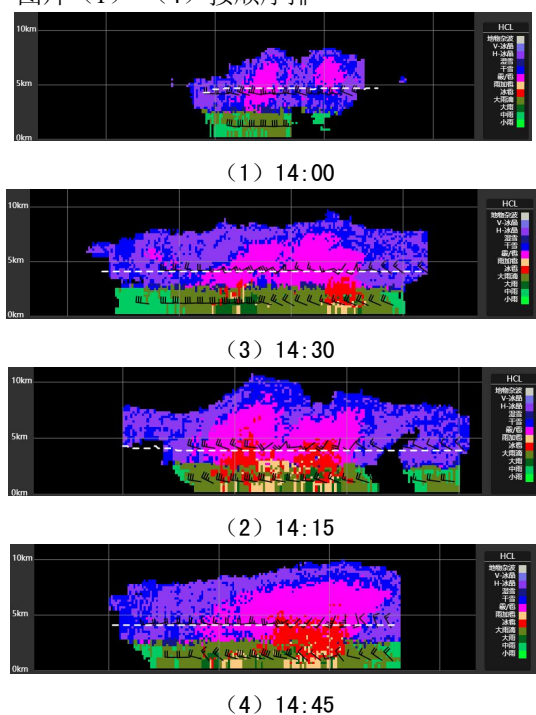 图片（1）-（4）按顺序排
10km
5km
0km
HCL
地物杂波
V-冰晶
H-冰晶
湿雪
干雪
霰/雹
雨加雹
冰雹
大雨滴
大雨
中雨
小雨
（1）14:00
10km
5km
0km
HCL
地物杂波
V-冰晶
H-冰晶
湿雪
干雪
霰/雹
雨加雹
冰雹
大雨滴
大雨
中雨
小雨
（3）14:30
10km
5km
0km
HCL
地物杂波
V-冰晶
H-冰晶
湿雪
干雪
霰/雹
雨加雹
冰雹
大雨滴
大雨
中雨
小雨
（2）14:15
10km
5km
0km
HCL
地物杂波
V-冰晶
H-冰晶
湿雪
干雪
霰/雹
雨加雹
冰雹
大雨滴
大雨
中雨
小雨
（4）14:45